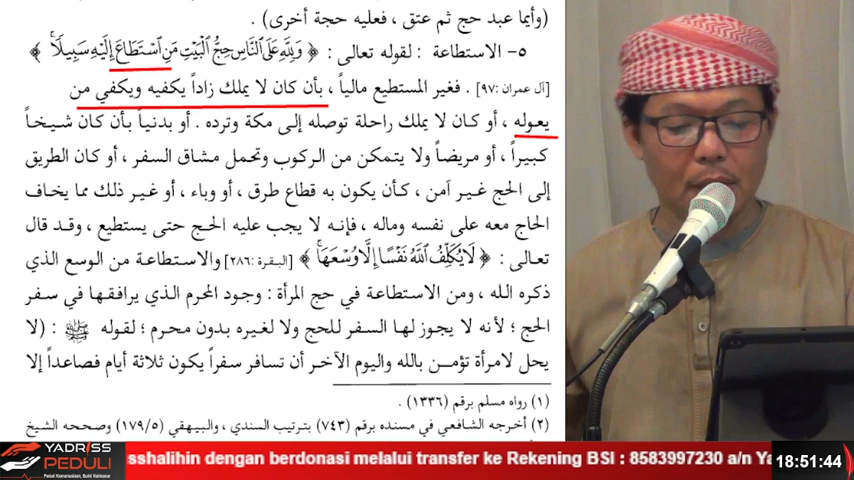 (وأيما عبد حج ثم عتق ، فعليه حجة أخرى) .
٥- الاستطاعة : لقوله تعالى : ﴿ وَلِلَّهِ عَلَى النَّاسِ حِجُّ الْبَيْتِ مَنِ اسْتَطَاعَ إِلَيْهِ سَبِيلًا ﴾
[آل عمران :٩٧] . فغير المستطيع مالياً ، بأن كان لا يملك زاداً يكفيه ويكفي من
يعوله ، أو كان لا يملك راحلة توصله إلى مكة وترده . أو بدنياً بأن كان شيخاً
كبيراً ، أو مريضاً ولا يتمكن من الركوب وتحمل مشاق السفر ، أو كان الطريق
إلى الحج غير آمن ، كأن يكون به قطاع طرق ، أو وباء ، أو غير ذلك مما يخاف
الحاج معه على نفسه وماله ، فإنه لا يجب عليه الحج حتى يستطيع ، وقد قال
تعالى : ﴿ لَا يُكَلِّفُ اللَّهُ نَفْسًا إِلَّا وُسْعَهَا ﴾ [البقرة :٢٨٦] والاستطاعة من الوسع الذي
ذكره الله ، ومن الاستطاعة في حج المرأة : وجود المحرم الذي يرافقها في سفر
الحج ؛ لأنه لا يجوز لها السفر للحج ولا لغيره بدون محرم ؛ لقوله ﷺ : (لا
يحل لامرأة تؤمن بالله واليوم الآخر أن تسافر سفراً يكون ثلاثة أيام فصاعداً إلا
(١) رواه مسلم برقم (١٣٣٦) .
(٢) أخرجه الشافعي في مسنده برقم (٧٤٣) بترتيب السندي ، والبيهقي (١٧٩/٥) وصححه الشيخ
YADRISS
PEDULI
Peduli Kemanusiaan, Bukti Keimanan
sshalihin dengan berdonasi melalui transfer ke Rekening BSI : 8583997230 a/n Ya
18:51:44